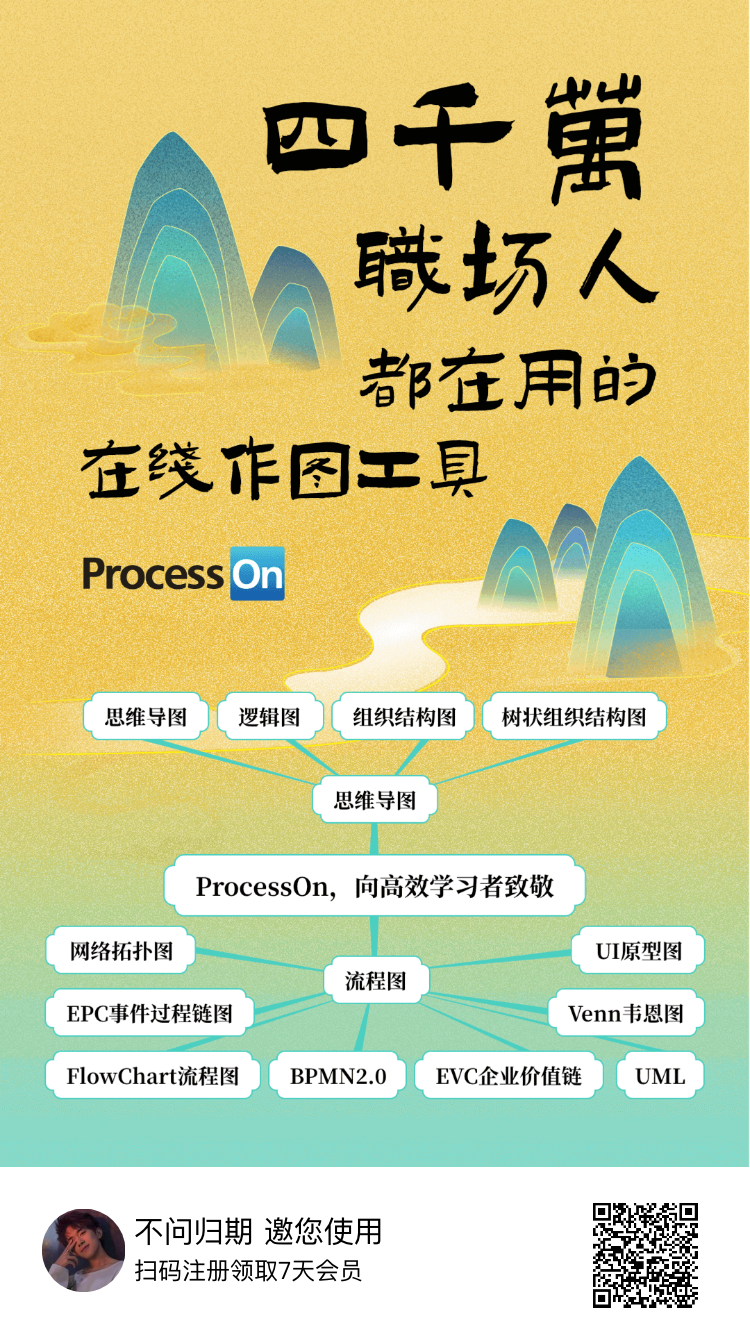 四千萬
職场人
都在用的
在线作图工具
ProcessOn
思维导图 逻辑图 组织结构图 树状组织结构图
思维导图
ProcessOn，向高效学习者致敬
网络拓扑图 UI原型图
流程图
EPC事件过程链图 Venn韦恩图
FlowChart流程图 BPMN2.0 EVC企业价值链 UML
不问归期 邀您使用
扫码注册领取7天会员